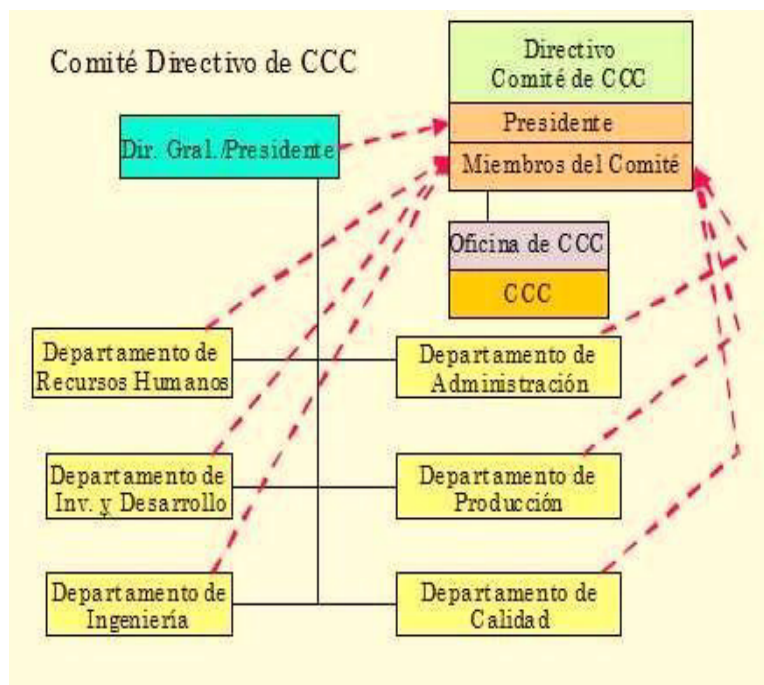 Comité Directivo de CCC
Directivo
Comité de CCC
Presidente
Miembros del Comité
Dir. Gral./Presidente
Oficina de CCC
CCC
Departamento de
Recursos Humanos
Departamento de
Administración
Departamento de
Inv. y Desarrollo
Departamento de
Producción
Departamento de
Ingeniería
Departamento de
Calidad